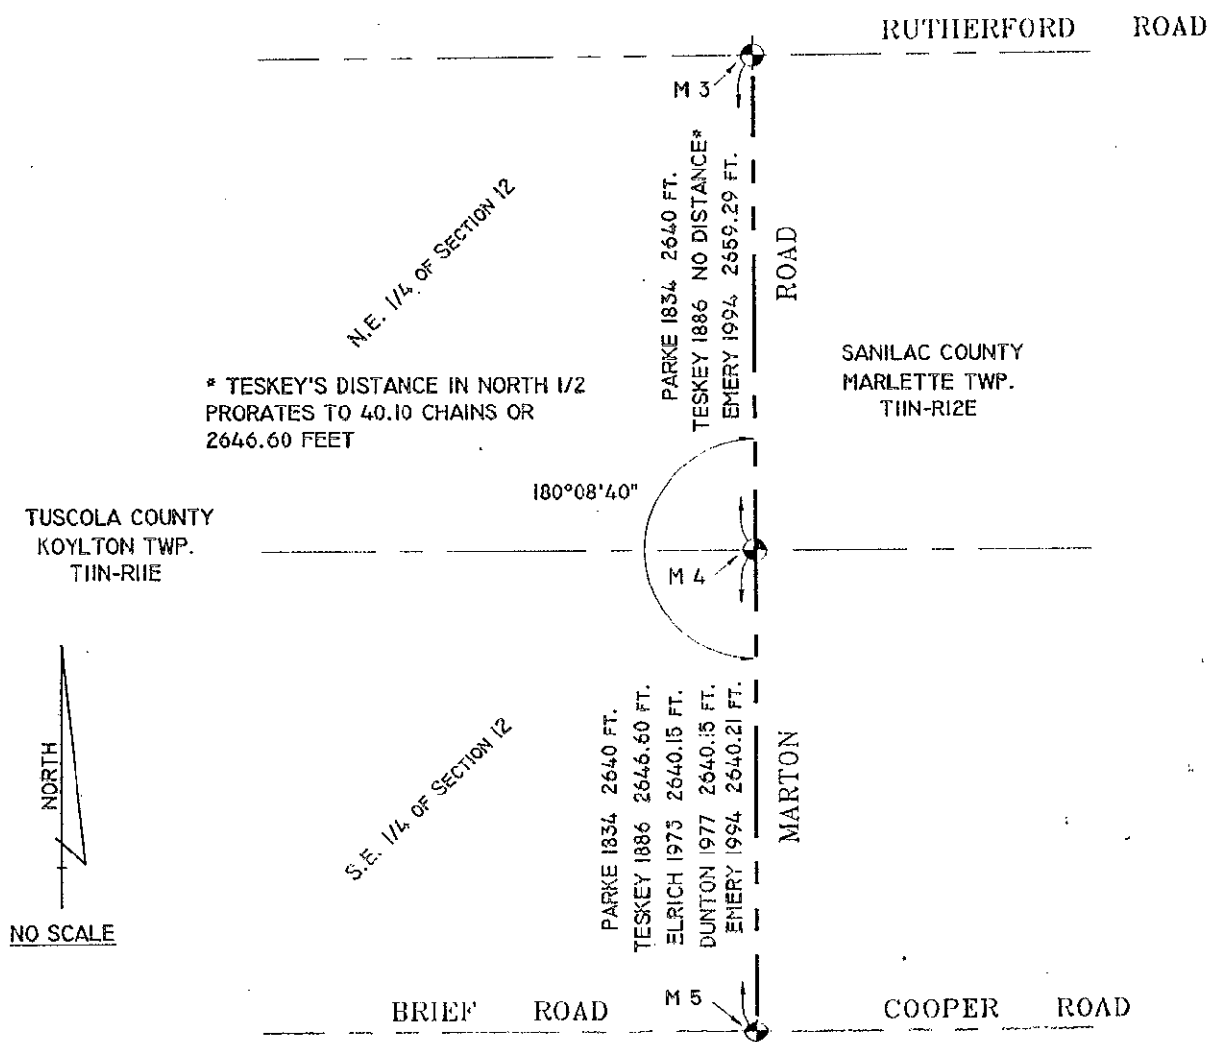 RUTHERFORD ROAD
M 3
N.E. 1/4 OF SECTION 12
PARKE 1834 2640 FT.
TESKEY 1886 NO DISTANCE*
EMERY 1994 2659.29 FT.
ROAD
SANILAC COUNTY
MARLETTE TWP.
T11N-R12E
* TESKEY'S DISTANCE IN NORTH 1/2
PRORATES TO 40.10 CHAINS OR
2646.60 FEET
180°08'40"
TUSCOLA COUNTY
KOYLTON TWP.
T11N-R11E
M 4
NORTH
NO SCALE
S.E. 1/4 OF SECTION 12
PARKE 1834 2640 FT.
TESKEY 1886 2646.60 FT.
ELRICH 1975 2640.15 FT.
DUNTON 1977 2640.15 FT.
EMERY 1994 2640.21 FT.
MARTON
M 5
BRIEF ROAD
COOPER ROAD